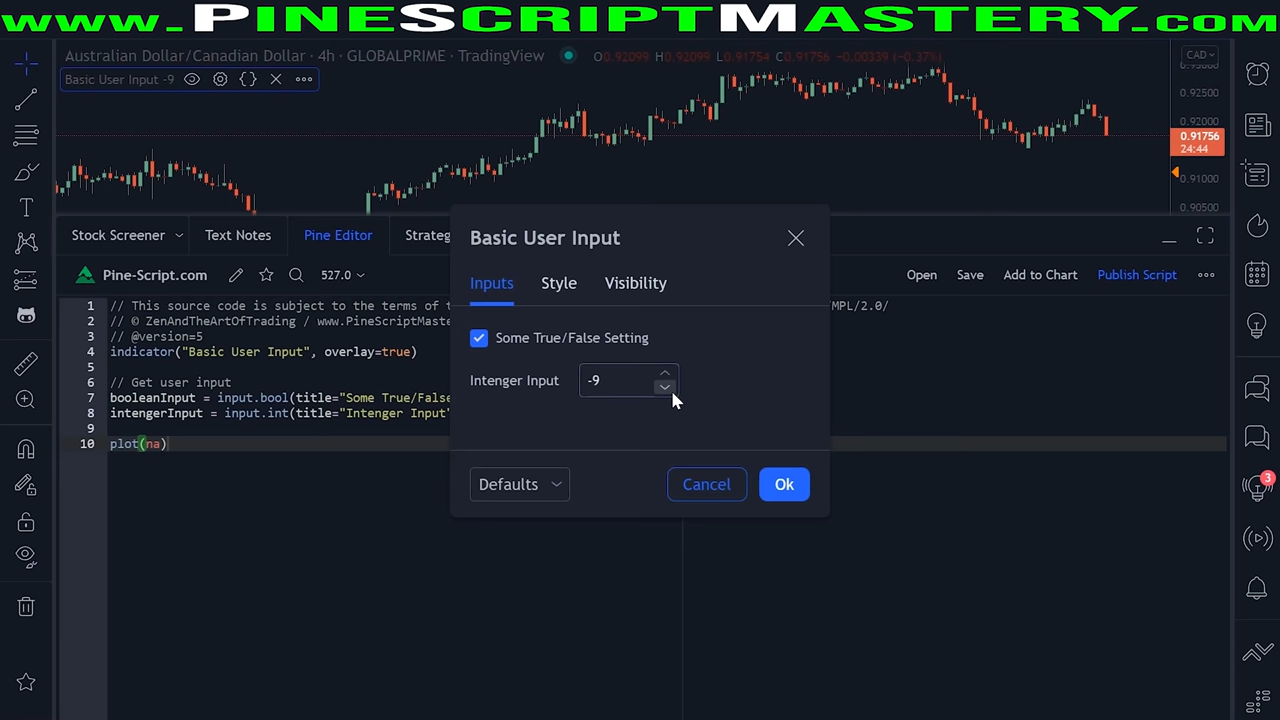 www.PineScriptMastery.com
Australian Dollar/Canadian Dollar · 4h · GLOBALPRIME · TradingView
O0.92099 H0.92099 L0.91754 C0.91756 -0.00339 (-0.37%)
CAD
Basic User Input -9
0.92500
0.92000
0.91756
24:44
0.91000
0.90500
Stock Screener
Text Notes
Pine Editor
Strateg
Pine-Script.com
527.0
Open
Save
Add to Chart
Publish Script
1 // This source code is subject to the terms of t
MPL/2.0/
2 // © ZenAndTheArtOfTrading / www.PineScriptMaste
3 // @version=5
4 indicator("Basic User Input", overlay=true)
5
6 // Get user input
7 booleanInput = input.bool(title="Some True/False
8 intengerInput = input.int(title="Intenger Input"
9
10 plot(na)
Basic User Input
Inputs
Style
Visibility
Some True/False Setting
Intenger Input
-9
Defaults
Cancel
Ok
3